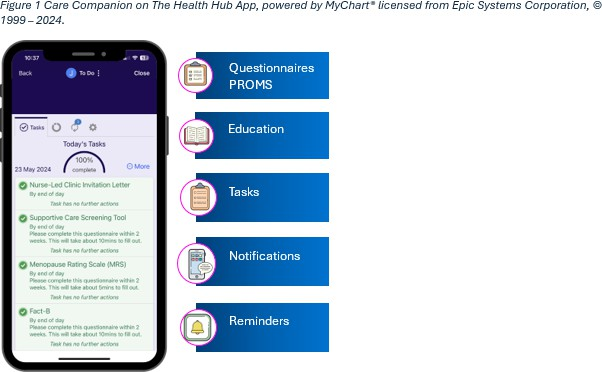 Figure 1 Care Companion on The Health Hub App, powered by MyChart® licensed from Epic Systems Corporation, ©
1999 – 2024.
10:37
Back
J To Do
Close
Tasks
Today's Tasks
100%
complete
23 May 2024
More
Nurse-Led Clinic Invitation Letter
By end of day
Task has no further actions
Supportive Care Screening Tool
By end of day
Please complete this questionnaire within 2
weeks. This will take about 10mins to fill out.
Task has no further actions
Menopause Rating Scale (MRS)
By end of day
Please complete this questionnaire within 2
weeks. This will take about 5mins to fill out.
Task has no further actions
Fact-B
By end of day
Please complete this questionnaire within 2
weeks. This will take about 10mins to fill out.
Task has no further actions
Questionnaires
PROMS
Education
Tasks
Notifications
Reminders